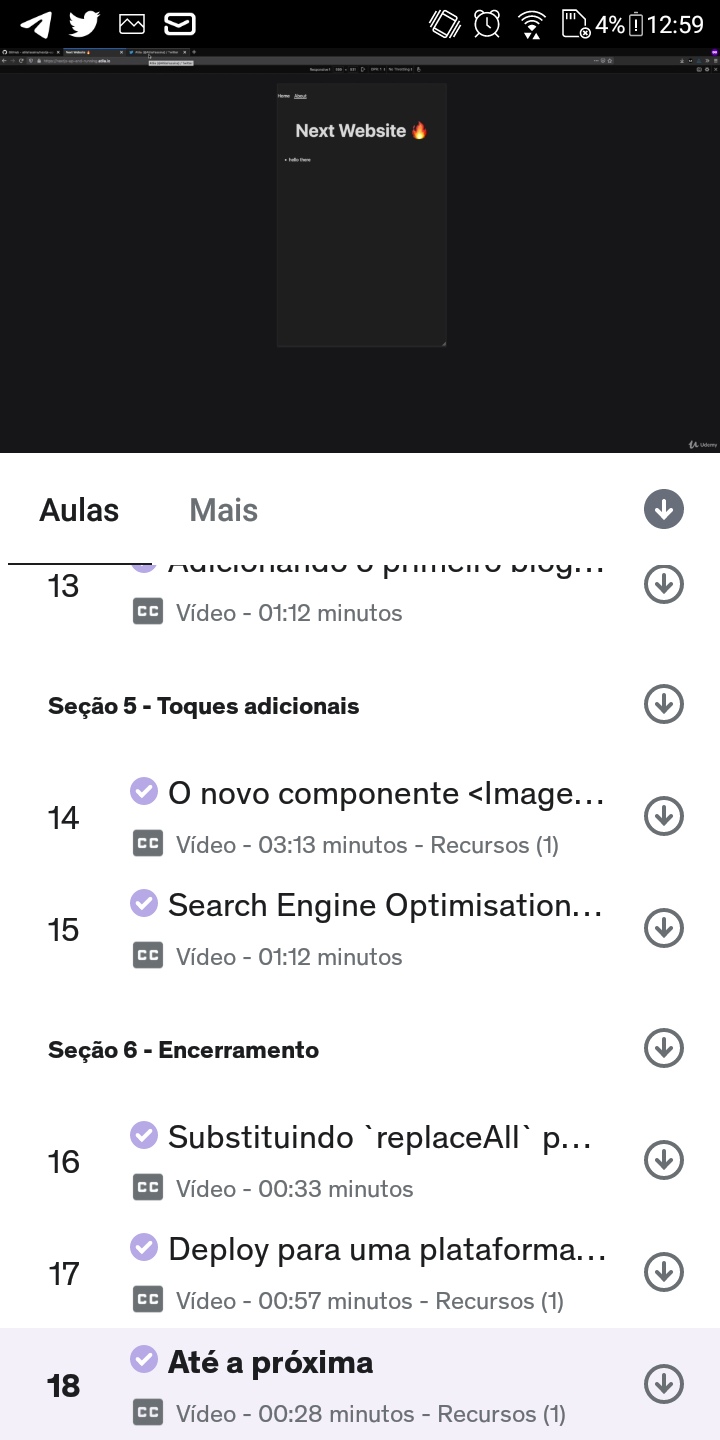 4% 12:59
Next Website 🔥
Home About
Next Website 🔥
hello there
Udemy
Aulas Mais
13 Adicionando o primeiro blog...
CC Vídeo - 01:12 minutos
Seção 5 - Toques adicionais
14 O novo componente <Image...
CC Vídeo - 03:13 minutos - Recursos (1)
15 Search Engine Optimisation...
CC Vídeo - 01:12 minutos
Seção 6 - Encerramento
16 Substituindo `replaceAll` p...
CC Vídeo - 00:33 minutos
17 Deploy para uma plataforma...
CC Vídeo - 00:57 minutos - Recursos (1)
18 Até a próxima
CC Vídeo - 00:28 minutos - Recursos (1)